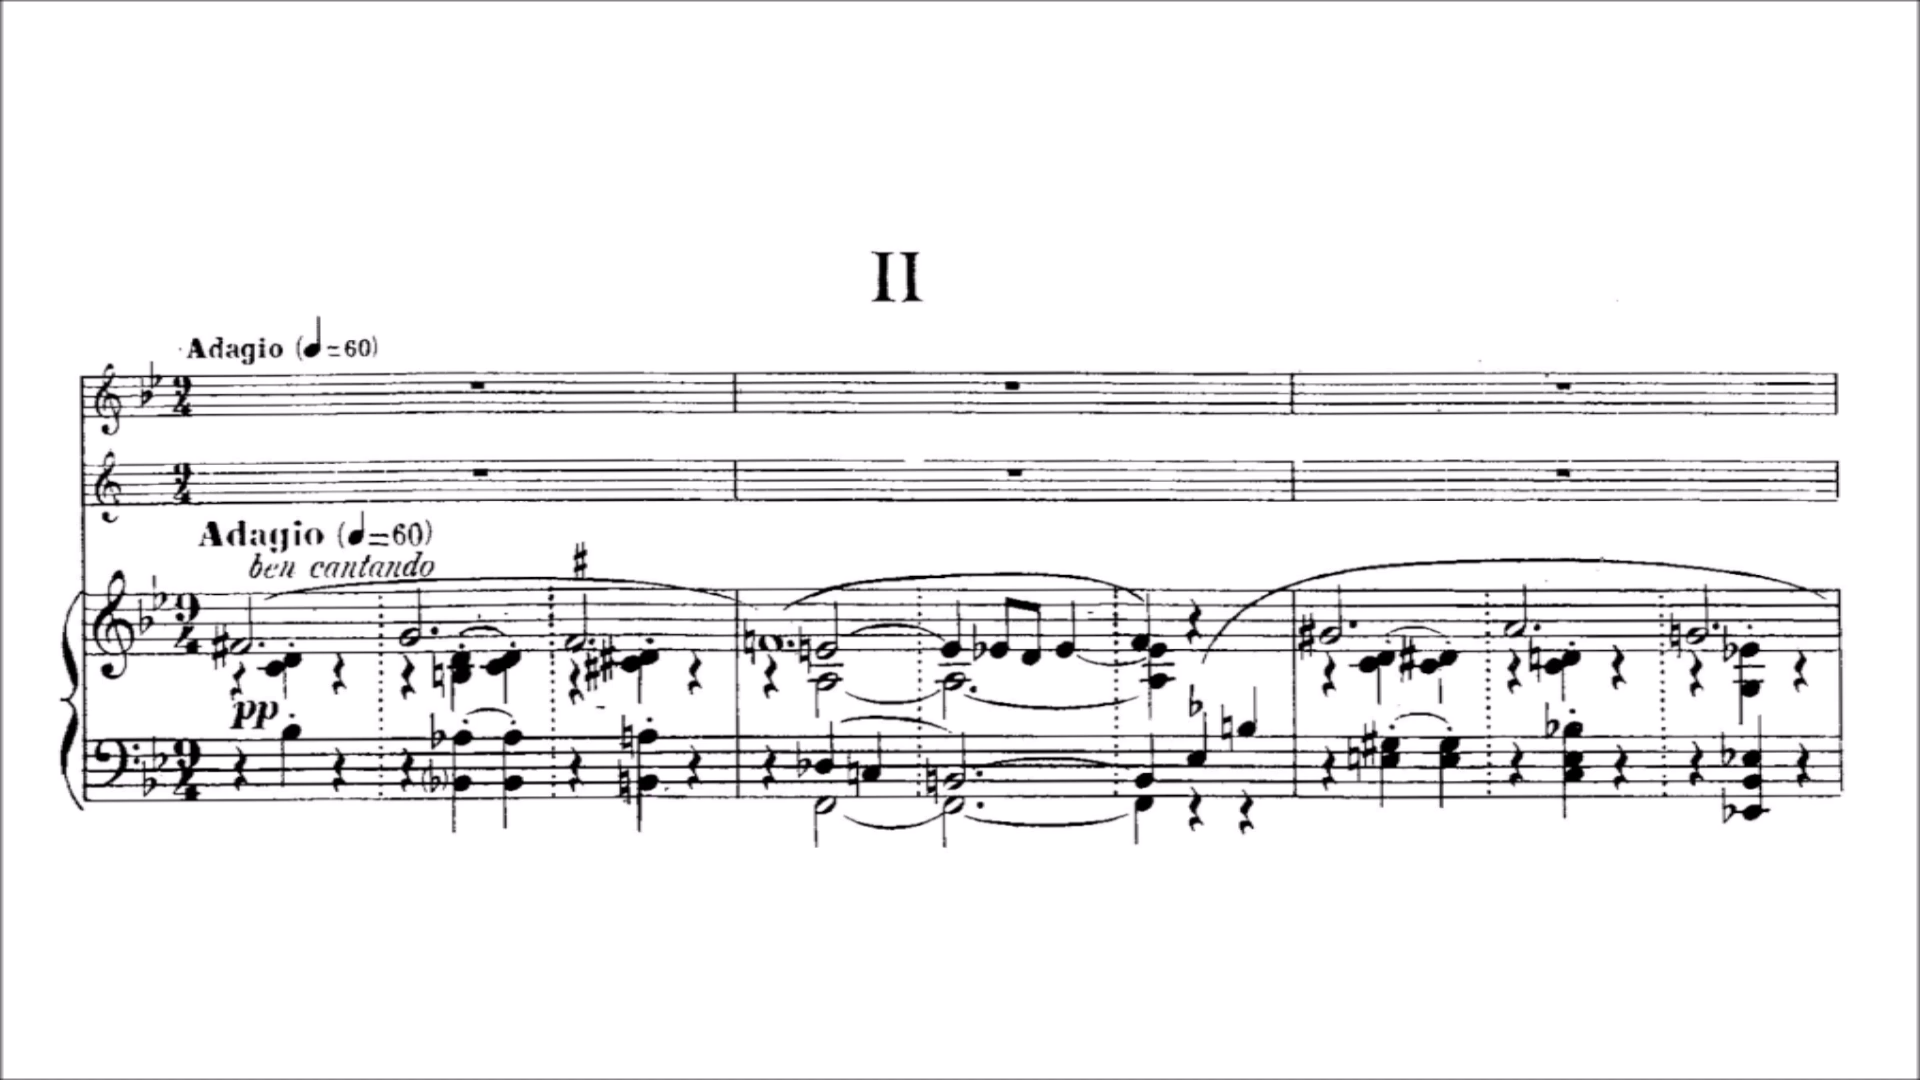 II
Adagio (♩=60)
Adagio (♩=60)
ben cantando
pp